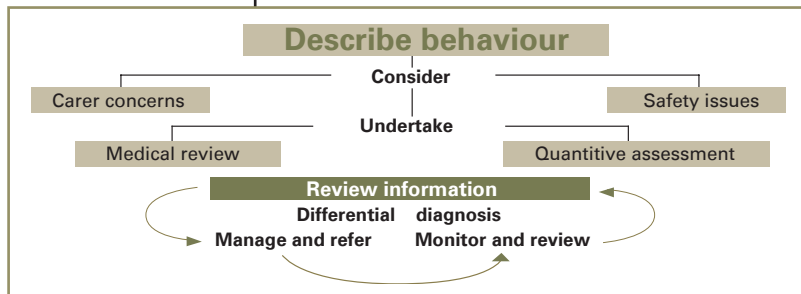 Describe behaviour
Consider
Carer concerns
Safety issues
Undertake
Medical review
Quantitive assessment
Review information
Differential diagnosis
Manage and refer
Monitor and review